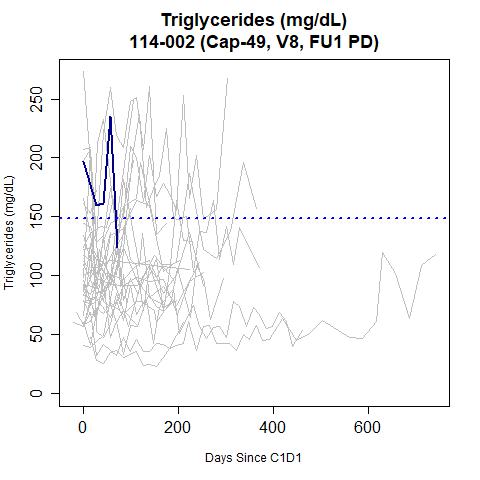 Triglycerides (mg/dL)
114-002 (Cap-49, V8, FU1 PD)
Triglycerides (mg/dL)
250
200
150
100
50
0
0
200
400
600
Days Since C1D1